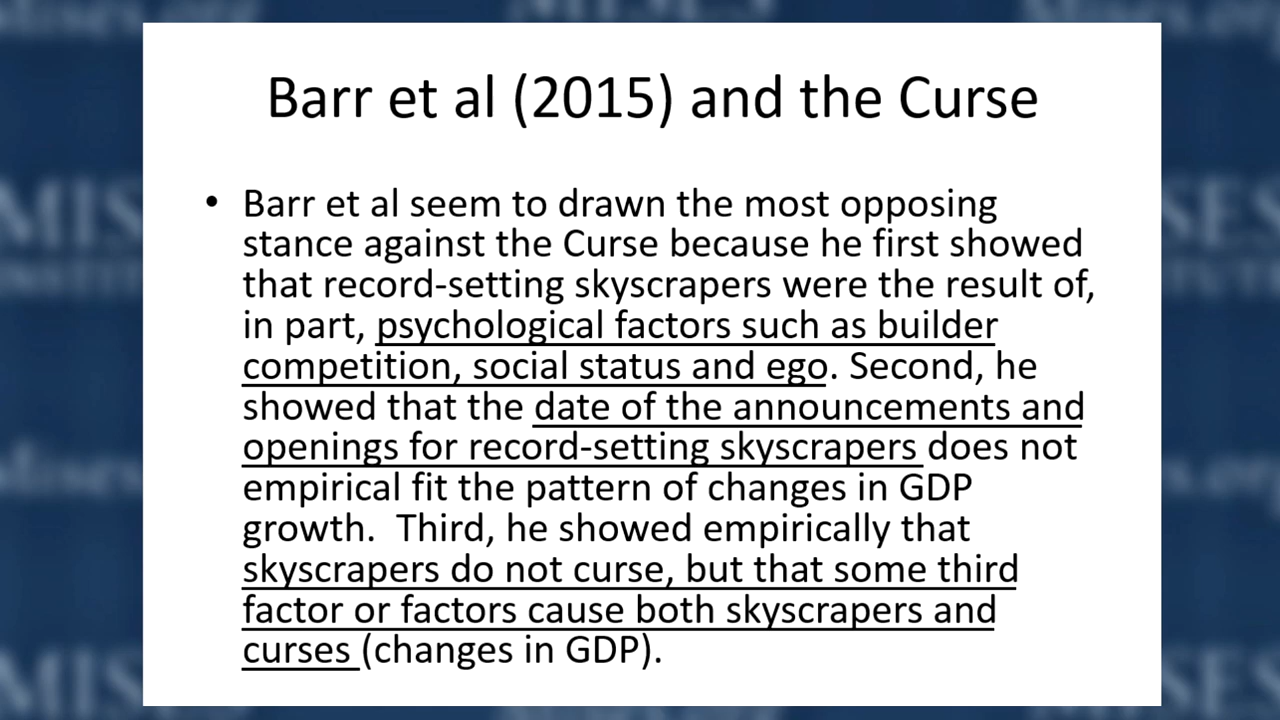 Barr et al (2015) and the Curse
• Barr et al seem to drawn the most opposing
stance against the Curse because he first showed
that record-setting skyscrapers were the result of,
in part, psychological factors such as builder
competition, social status and ego. Second, he
showed that the date of the announcements and
openings for record-setting skyscrapers does not
empirical fit the pattern of changes in GDP
growth.  Third, he showed empirically that
skyscrapers do not curse, but that some third
factor or factors cause both skyscrapers and
curses (changes in GDP).